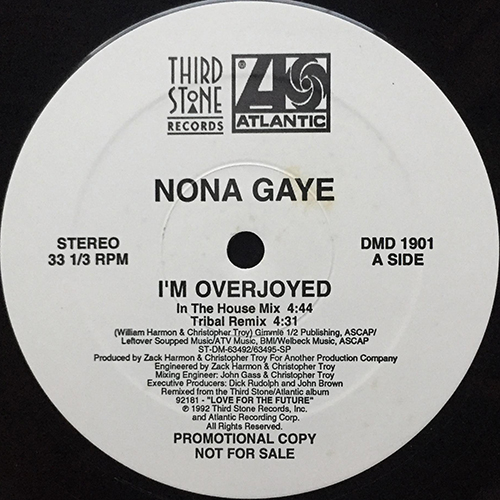 THIRD
STONE
RECORDS
ATLANTIC
NONA GAYE
STEREO
33 1/3 RPM
DMD 1901
A SIDE
I'M OVERJOYED
In The House Mix 4:44
Tribal Remix 4:31
(William Harmon & Christopher Troy) Gimmlé 1/2 Publishing, ASCAP/
Leftover Soupped Music/ATV Music, BMI/Welbeck Music, ASCAP
ST-DM-63492/63495-SP
Produced by Zack Harmon & Christopher Troy For Another Production Company
Engineered by Zack Harmon & Christopher Troy
Mixing Engineer: John Gass & Christopher Troy
Executive Producers: Dick Rudolph and John Brown
Remixed from the Third Stone/Atlantic album
92181 - "LOVE FOR THE FUTURE"
℗ 1992 Third Stone Records, Inc.
and Atlantic Recording Corp.
All Rights Reserved.
PROMOTIONAL COPY
NOT FOR SALE